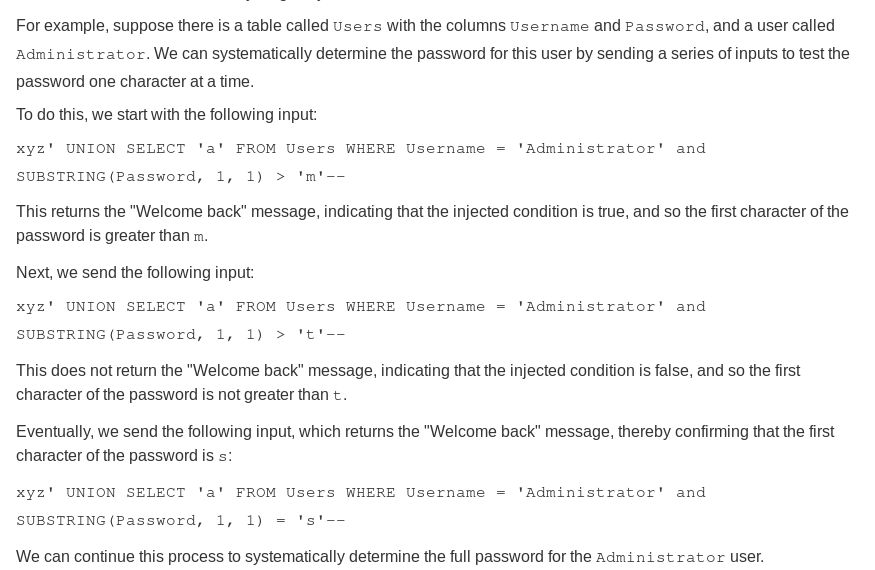 For example, suppose there is a table called Users with the columns Username and Password, and a user called
Administrator. We can systematically determine the password for this user by sending a series of inputs to test the
password one character at a time.
To do this, we start with the following input:
xyz' UNION SELECT 'a' FROM Users WHERE Username = 'Administrator' and
SUBSTRING(Password, 1, 1) > 'm'--
This returns the "Welcome back" message, indicating that the injected condition is true, and so the first character of the
password is greater than m.
Next, we send the following input:
xyz' UNION SELECT 'a' FROM Users WHERE Username = 'Administrator' and
SUBSTRING(Password, 1, 1) > 't'--
This does not return the "Welcome back" message, indicating that the injected condition is false, and so the first
character of the password is not greater than t.
Eventually, we send the following input, which returns the "Welcome back" message, thereby confirming that the first
character of the password is s:
xyz' UNION SELECT 'a' FROM Users WHERE Username = 'Administrator' and
SUBSTRING(Password, 1, 1) = 's'--
We can continue this process to systematically determine the full password for the Administrator user.